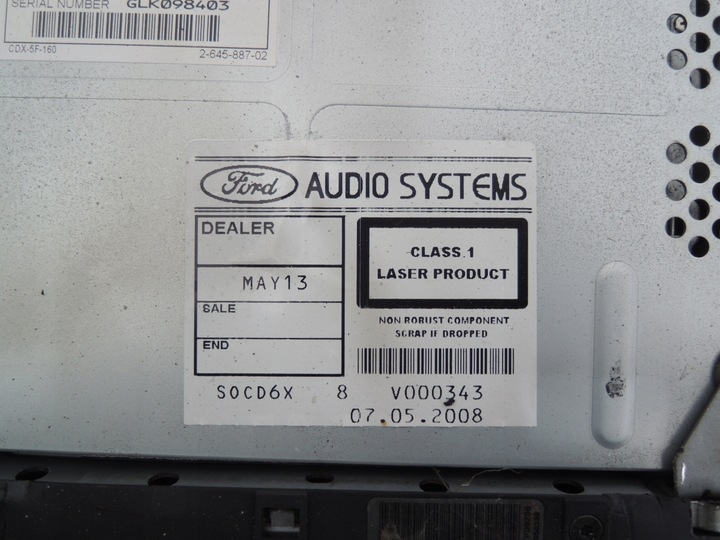 SERIAL NUMBER GLK098403
CDX-5F-160 2-645-887-02
Ford AUDIO SYSTEMS
DEALER
MAY13
SALE
END
CLASS.1
LASER PRODUCT
NON ROBUST COMPONENT
SCRAP IF DROPPED
SOCD6X 8 V000343
07.05.2008